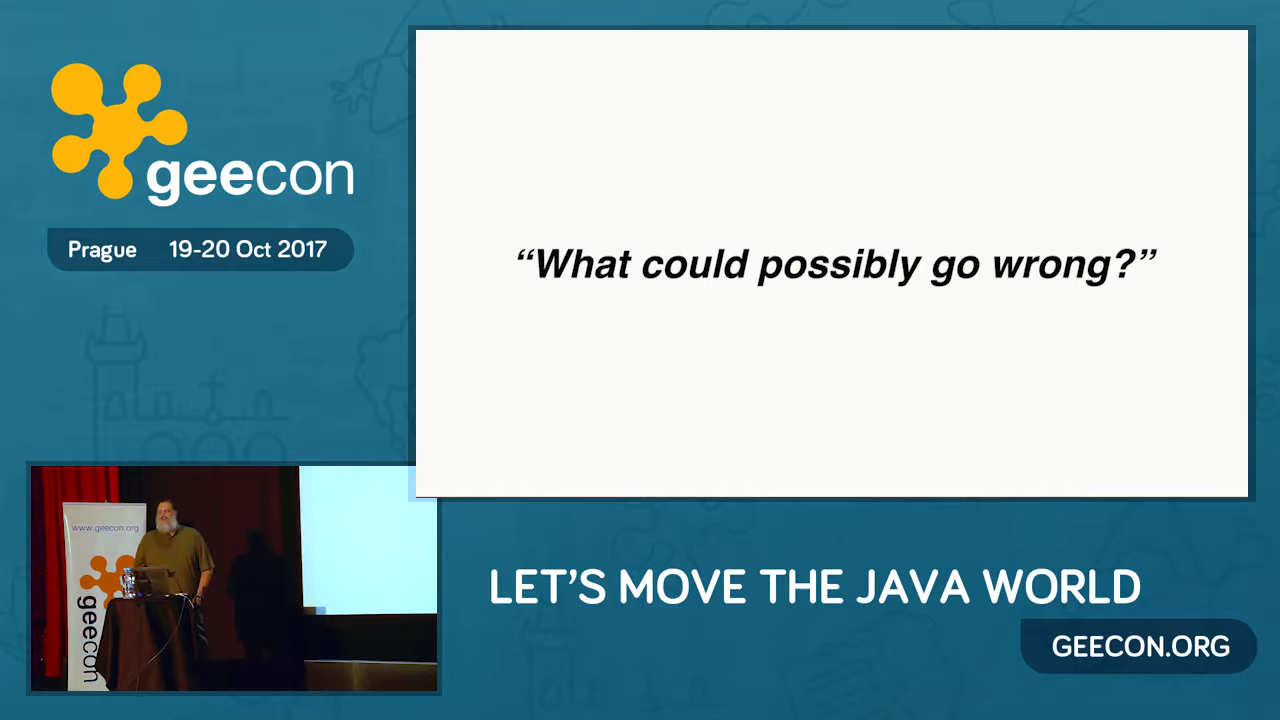 geecon
Prague 19-20 Oct 2017
“What could possibly go wrong?”
www.geecon.org
geecon
LET’S MOVE THE JAVA WORLD
GEECON.ORG